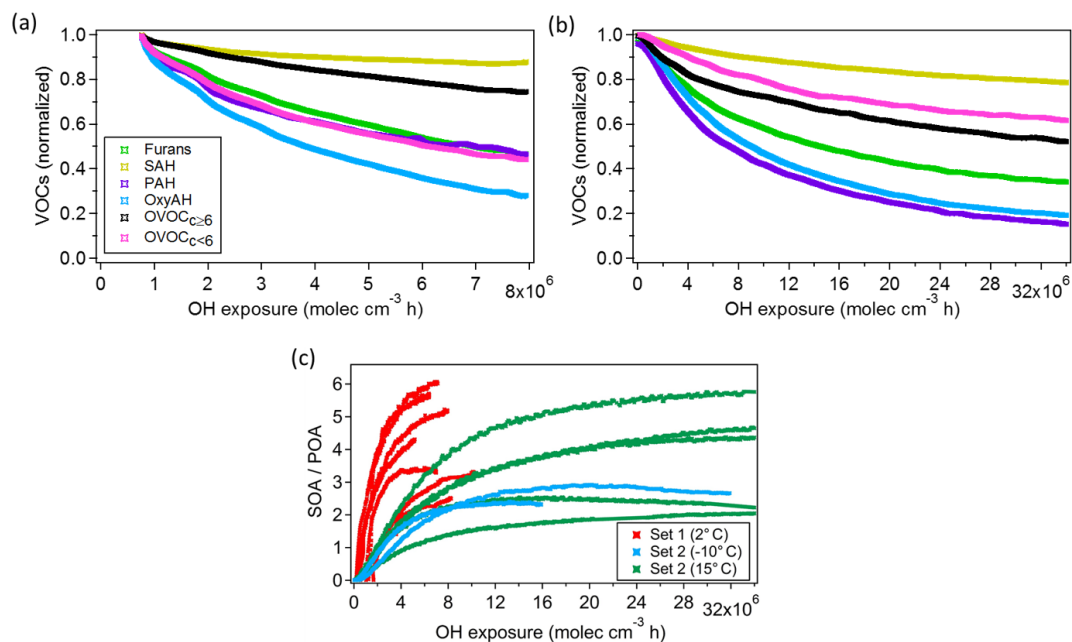 (a)
VOCs (normalized)
1.0
0.8
0.6
0.4
0.2
0.0
Furans
SAH
PAH
OxyAH
OVOCC≥6
OVOCC<6
0 1 2 3 4 5 6 7 8x10⁶
OH exposure (molec cm⁻³ h)
(b)
VOCs (normalized)
1.0
0.8
0.6
0.4
0.2
0.0
0 4 8 12 16 20 24 28 32x10⁶
OH exposure (molec cm⁻³ h)
(c)
SOA / POA
6
5
4
3
2
1
0
Set 1 (2°C)
Set 2 (-10°C)
Set 2 (15°C)
0 4 8 12 16 20 24 28 32x10⁶
OH exposure (molec cm⁻³ h)